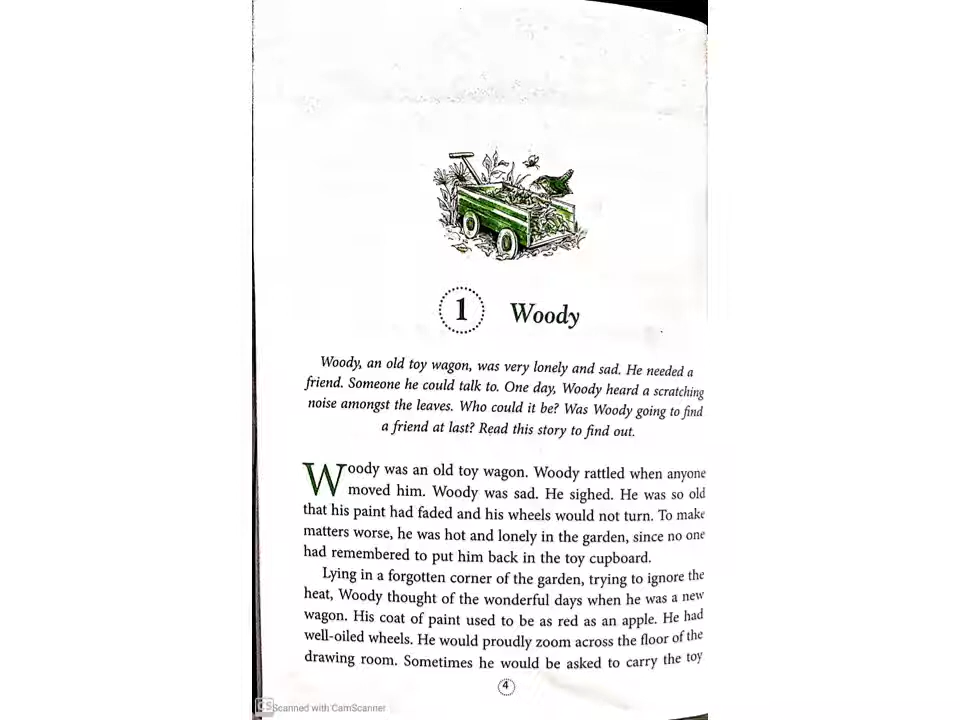 1 Woody
Woody, an old toy wagon, was very lonely and sad. He needed a
friend. Someone he could talk to. One day, Woody heard a scratching
noise amongst the leaves. Who could it be? Was Woody going to find
a friend at last? Read this story to find out.
Woody was an old toy wagon. Woody rattled when anyone
moved him. Woody was sad. He sighed. He was so old
that his paint had faded and his wheels would not turn. To make
matters worse, he was hot and lonely in the garden, since no one
had remembered to put him back in the toy cupboard.
Lying in a forgotten corner of the garden, trying to ignore the
heat, Woody thought of the wonderful days when he was a new
wagon. His coat of paint used to be as red as an apple. He had
well-oiled wheels. He would proudly zoom across the floor of the
drawing room. Sometimes he would be asked to carry the toy
4
CS Scanned with CamScanner